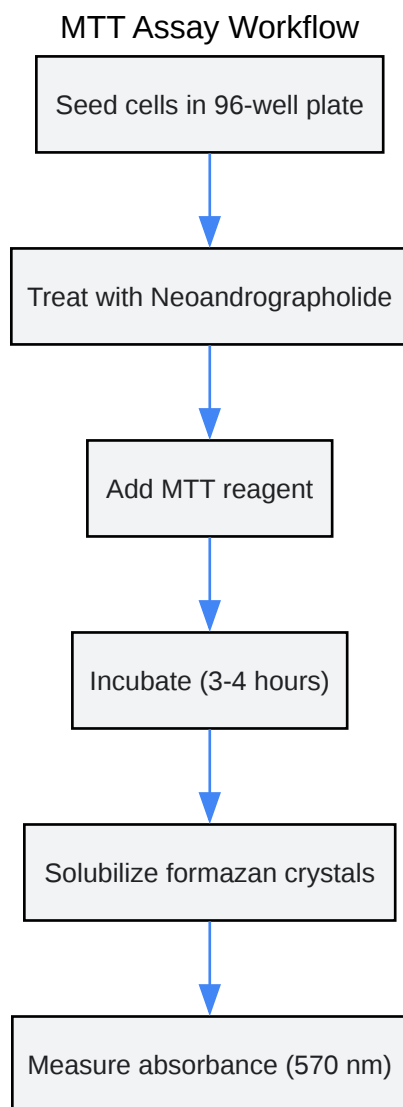 MTT Assay Workflow
Seed cells in 96-well plate
Treat with Neoandrographolide
Add MTT reagent
Incubate (3-4 hours)
Solubilize formazan crystals
Measure absorbance (570 nm)